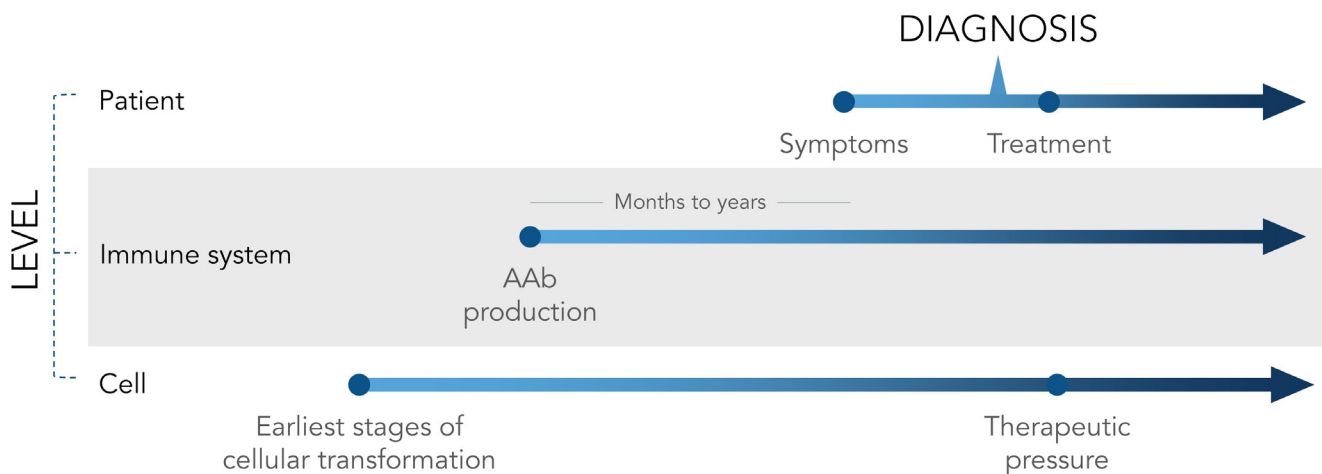 DIAGNOSIS
Patient
Symptoms
Treatment
LEVEL
Months to years
Immune system
AAb
production
Cell
Earliest stages of
cellular transformation
Therapeutic
pressure